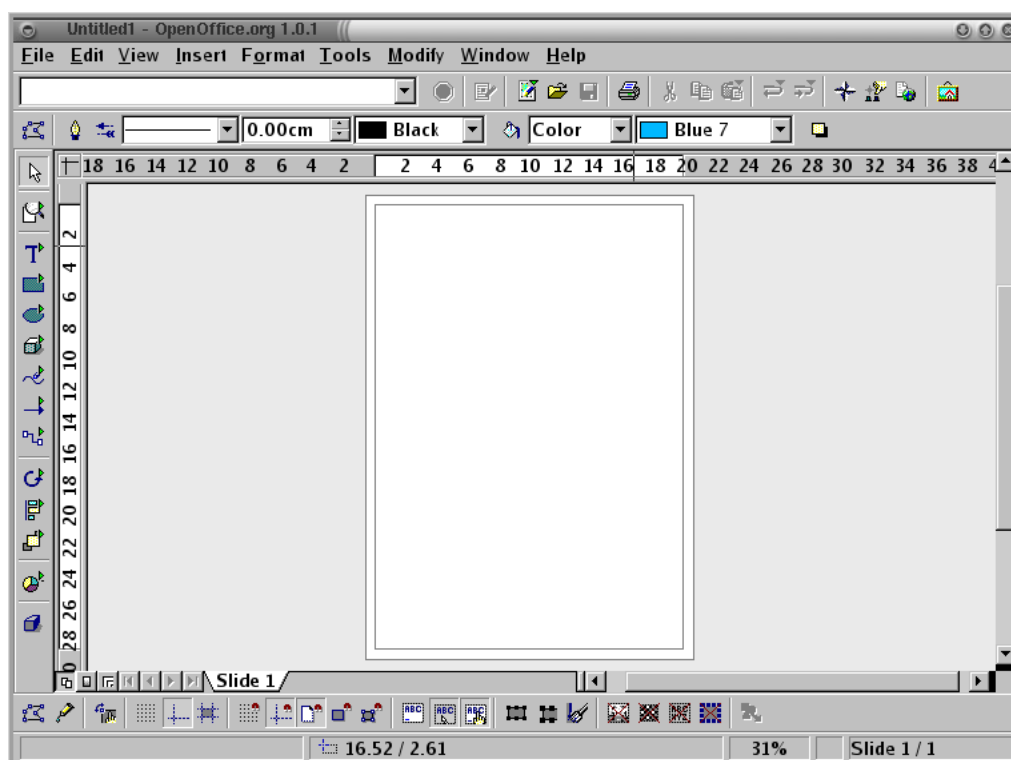 Untitled1 - OpenOffice.org 1.0.1
File Edit View Insert Format Tools Modify Window Help
0.00cm Black Color Blue 7
18 16 14 12 10 8 6 4 2 2 4 6 8 10 12 14 16 18 20 22 24 26 28 30 32 34 36 38
2
4
6
8
10
12
14
16
18
20
22
24
26
28
Slide 1
ABC ABC ABC
16.52 / 2.61 31% Slide 1 / 1